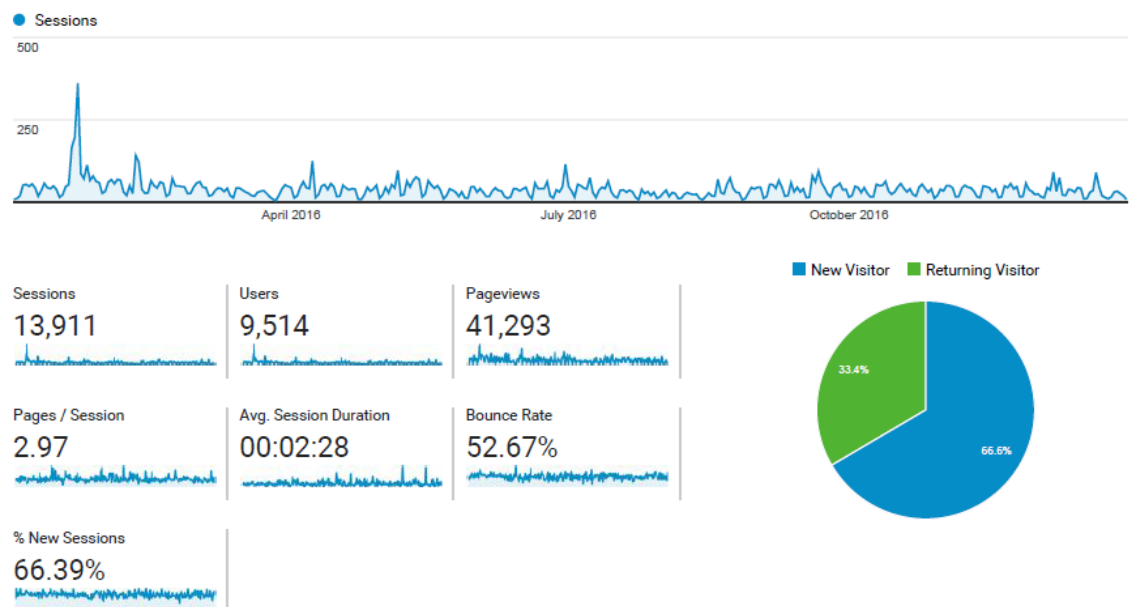 Sessions
500
250
April 2016
July 2016
October 2016
New Visitor
Returning Visitor
Sessions
13,911
Users
9,514
Pageviews
41,293
Pages / Session
2.97
Avg. Session Duration
00:02:28
Bounce Rate
52.67%
% New Sessions
66.39%
33.4%
66.6%